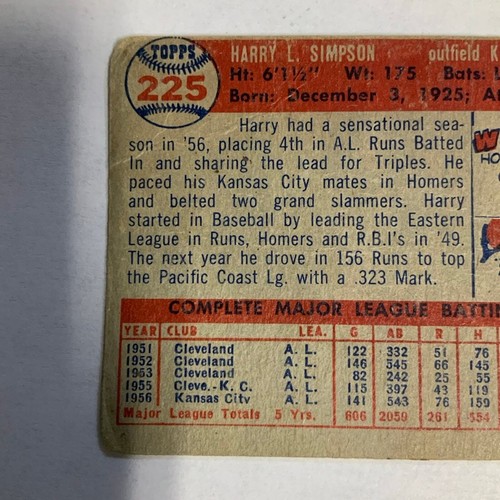 TOPPS
225
HARRY L. SIMPSON outfield K
Ht: 6'1½" Wt: 175 Bats: L
Born: December 3, 1925; At
Harry had a sensational sea-
son in '56, placing 4th in A.L. Runs Batted
In and sharing the lead for Triples. He
paced his Kansas City mates in Homers
and belted two grand slammers. Harry
started in Baseball by leading the Eastern
League in Runs, Homers and R.B.I's in '49.
The next year he drove in 156 Runs to top
the Pacific Coast Lg. with a .323 Mark.
W
HO
COMPLETE MAJOR LEAGUE BATTIN
YEAR CLUB LEA. G AB R H
1951 Cleveland A. L. 122 332 51 76
1952 Cleveland A. L. 146 545 66 145
1953 Cleveland A. L. 82 242 25 55
1955 Cleve.- K. C. A. L. 115 397 43 119
1956 Kansas City A. L. 141 543 76 159
Major League Totals 5 Yrs. 606 2059 261 554